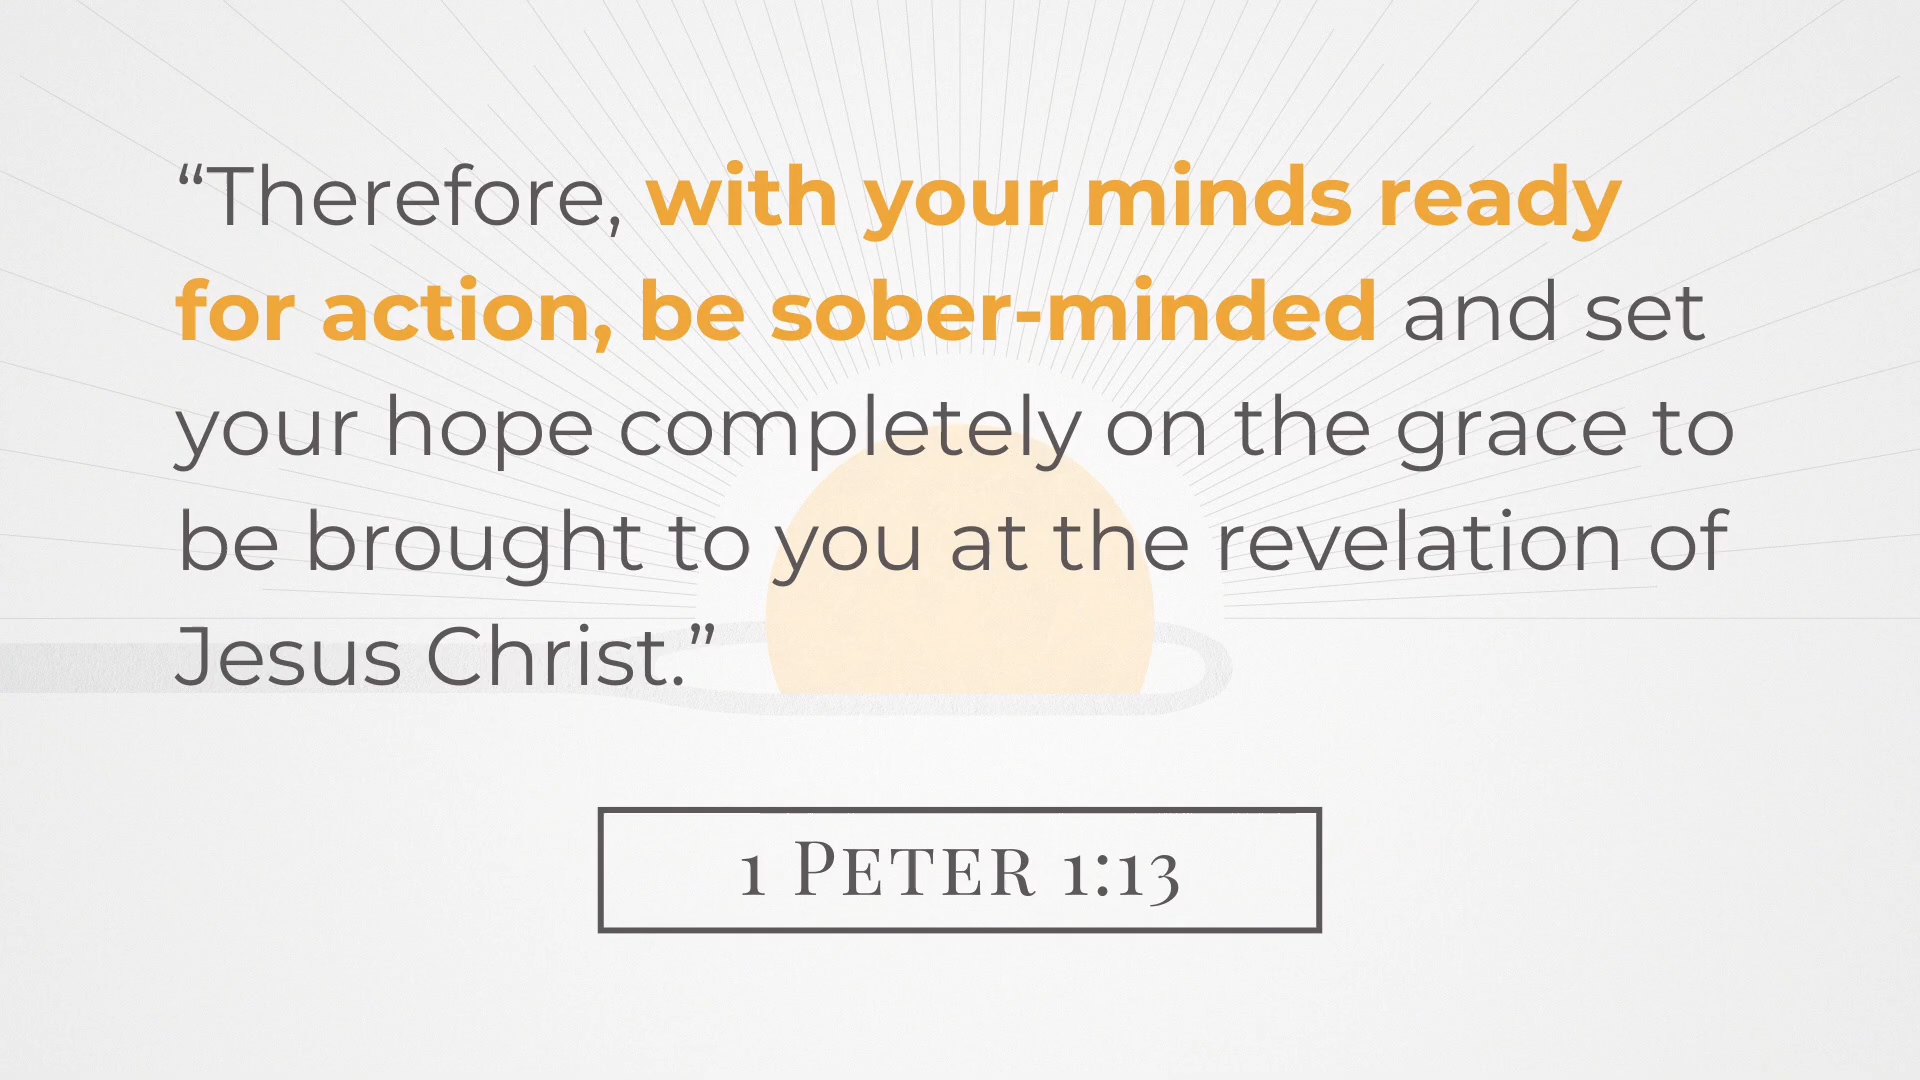 “Therefore, with your minds ready
for action, be sober-minded and set
your hope completely on the grace to
be brought to you at the revelation of
Jesus Christ.”
1 Peter 1:13